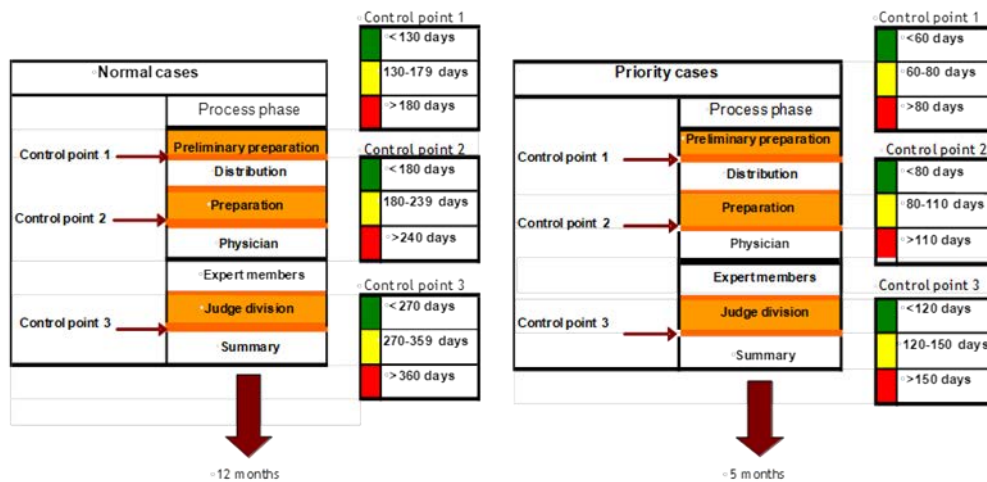 Normal cases
Process phase
Control point 1
Preliminary preparation
Distribution
Control point 2
Preparation
Physician
Expert members
Control point 3
Judge division
Summary
12 months
Control point 1
<130 days
130-179 days
>180 days
Control point 2
<180 days
180-239 days
>240 days
Control point 3
<270 days
270-359 days
>360 days
Priority cases
Process phase
Control point 1
Preliminary preparation
Distribution
Control point 2
Preparation
Physician
Expert members
Control point 3
Judge division
Summary
5 months
Control point 1
<60 days
60-80 days
>80 days
Control point 2
<80 days
80-110 days
>110 days
Control point 3
<120 days
120-150 days
>150 days